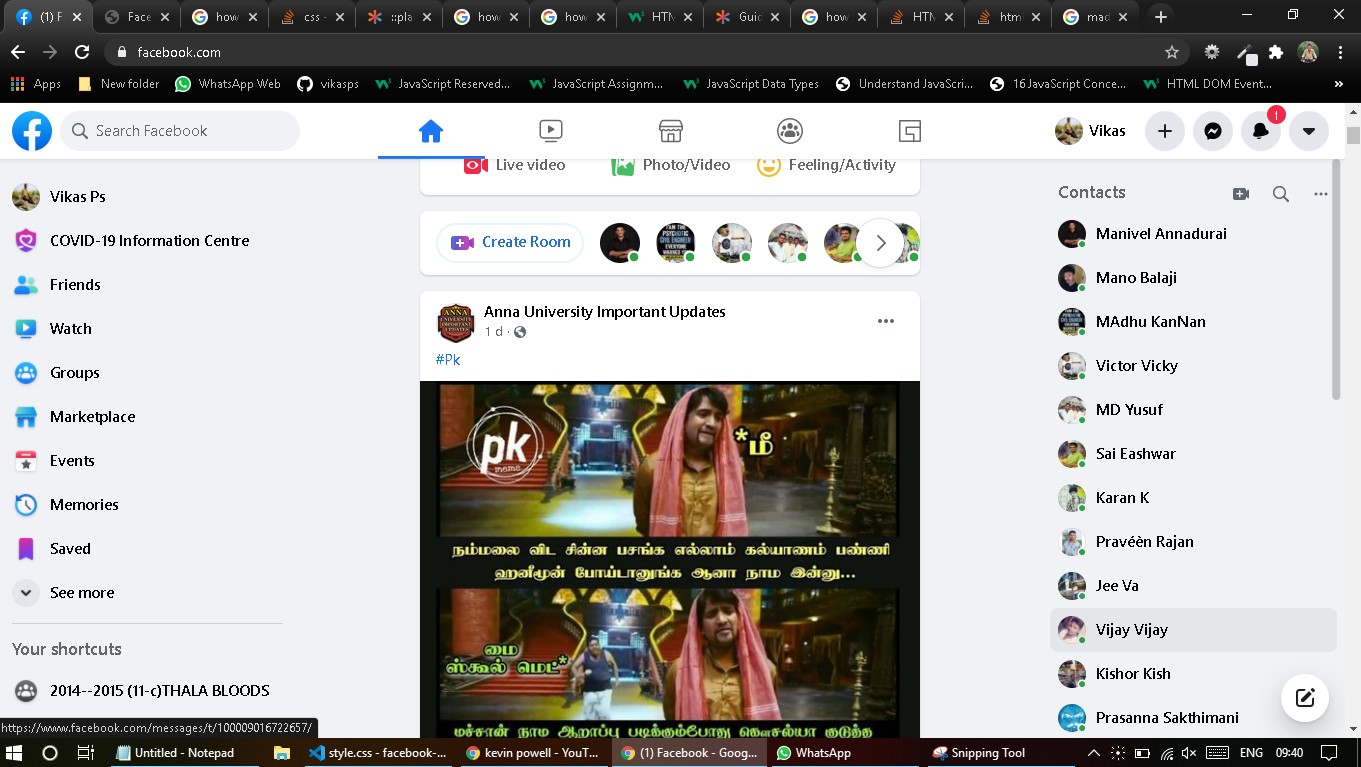 (1) F
Face
how
css -
::pla
how
how
HTN
Guid
how
HTN
htm
mad
facebook.com
Apps
New folder
WhatsApp Web
vikasps
JavaScript Reserved...
JavaScript Assignm...
JavaScript Data Types
Understand JavaScri...
16 JavaScript Conce...
HTML DOM Event...
»
Search Facebook
Vikas
1
Vikas Ps
COVID-19 Information Centre
Friends
Watch
Groups
Marketplace
Events
Memories
Saved
See more
Your shortcuts
2014--2015 (11-c)THALA BLOODS
https://www.facebook.com/messages/t/100009016722657/
Live video
Photo/Video
Feeling/Activity
Create Room
Anna University Important Updates
1 d ·
#Pk
pk
meme
*மீ
நம்மலை விட சின்ன பசங்க எல்லாம் கல்யாணம் பண்ணி
ஹனிமூன் போய்டானுங்க ஆனா நாம இன்னு...
மை
ஸ்கூல் மெட்*
மச்சான் நாம ஆறாப்பு படிக்கும்போது கௌசல்யா குடுத்த
Contacts
Manivel Annadurai
Mano Balaji
MAdhu KanNan
Victor Vicky
MD Yusuf
Sai Eashwar
Karan K
Pravéèn Rajan
Jee Va
Vijay Vijay
Kishor Kish
Prasanna Sakthimani
Untitled - Notepad
style.css - facebook-...
kevin powell - YouT...
(1) Facebook - Goog...
WhatsApp
Snipping Tool
ENG
09:40